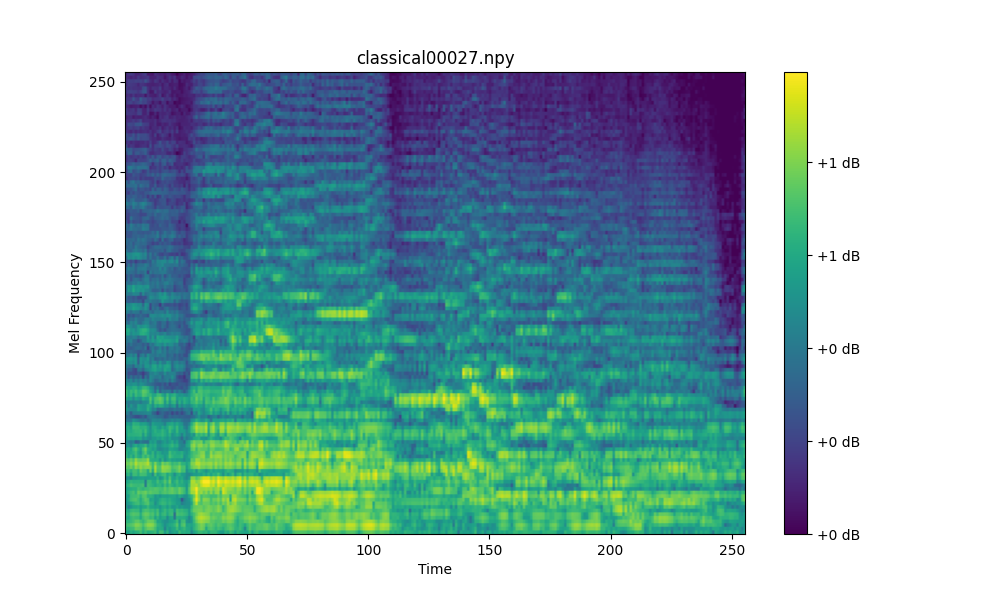 classical00027.npy
250
200
150
100
50
0
Mel Frequency
0 50 100 150 200 250
Time
+1 dB
+1 dB
+0 dB
+0 dB
+0 dB